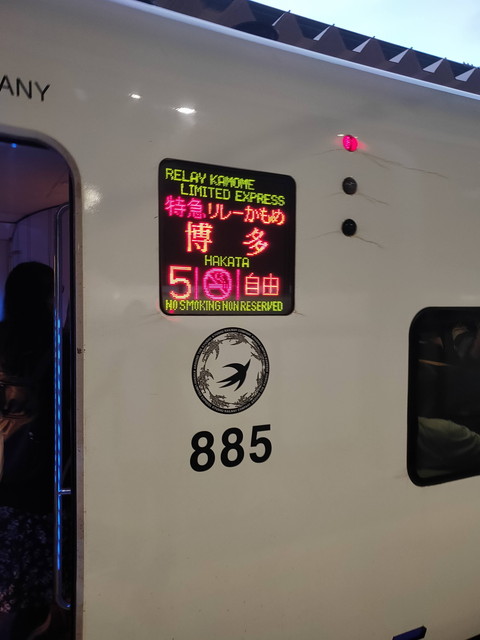 ANY
RELAY KAMOME
LIMITED EXPRESS
特急リレーかもめ
博多
HAKATA
5 自由
NO SMOKING NON RESERVED
885